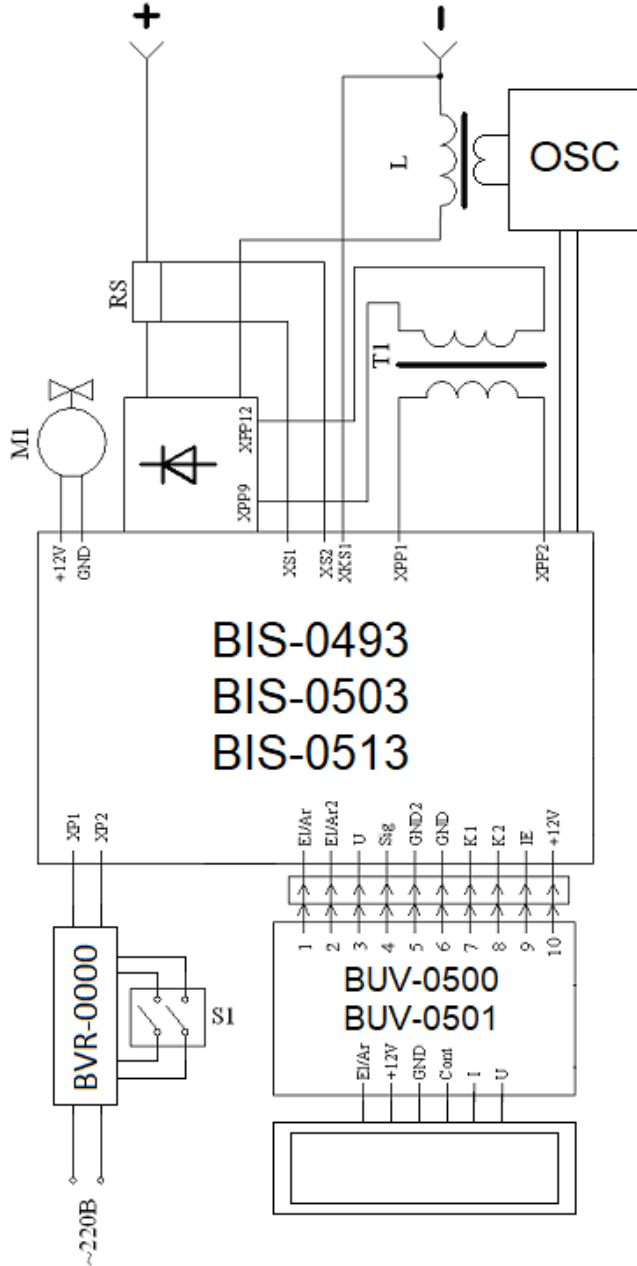 +
-
M1
RS
L
OSC
T1
+12V
GND
XPP9
XPP12
XS1
XS2
XKS1
XPP1
XPP2
BIS-0493
BIS-0503
BIS-0513
XP1
XP2
El/Ar
El/Ar2
U
Sig
GND2
GND
K1
K2
IE
+12V
BVR-0000
S1
1
2
3
4
5
6
7
8
9
10
BUV-0500
BUV-0501
El/Ar
+12V
GND
Cont
I
U
~220В